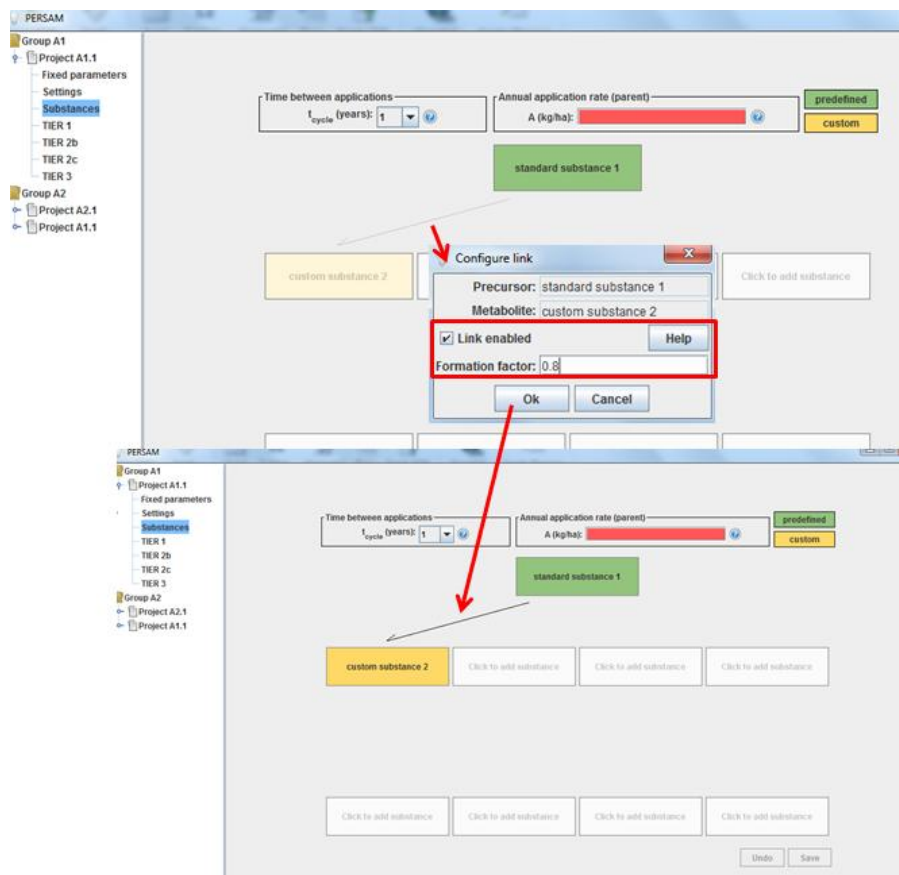 PERSAM
Group A1
Project A1.1
Fixed parameters
Settings
Substances
TIER 1
TIER 2b
TIER 2c
TIER 3
Group A2
Project A2.1
Project A1.1
Time between applications
tcycle (years): 1
Annual application rate (parent)
A (kg/ha):
predefined
custom
standard substance 1
custom substance 2
Click to add substance
Configure link
Precursor: standard substance 1
Metabolite: custom substance 2
Link enabled
Help
Formation factor: 0.8
Ok
Cancel
PERSAM
Group A1
Project A1.1
Fixed parameters
Settings
Substances
TIER 1
TIER 2b
TIER 2c
TIER 3
Group A2
Project A2.1
Project A1.1
Time between applications
tcycle (years): 1
Annual application rate (parent)
A (kg/ha):
predefined
custom
standard substance 1
custom substance 2
Click to add substance
Click to add substance
Click to add substance
Click to add substance
Click to add substance
Click to add substance
Click to add substance
Undo
Save